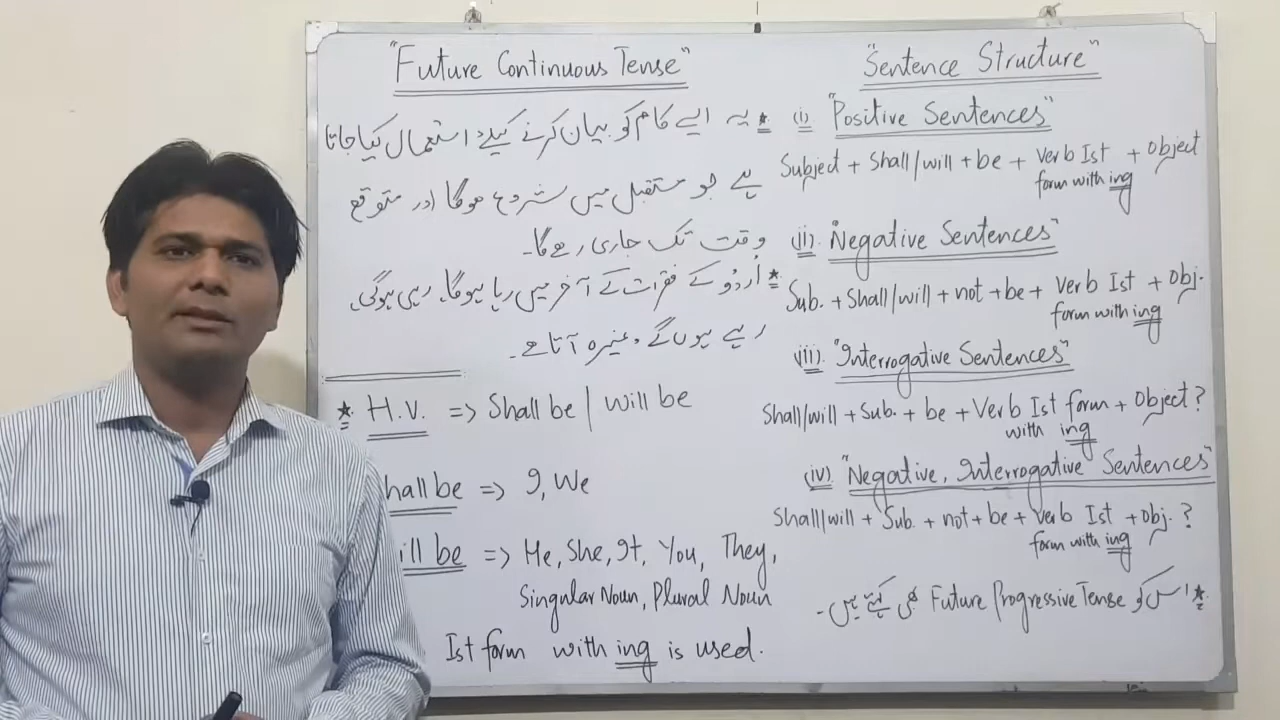 "Future Continuous Tense"
* یہ ایسے کام کو بیان کرنے کیلئے استعمال کیا جاتا
ہے جو مستقبل میں شروع ہوگا اور متوقع
وقت تک جاری رہے گا۔
* اُردُو کے فقرات کے آخر میں رہا ہوگا، رہی ہوگی،
رہے ہوں گے وغیرہ آتا ہے۔
* H.V. => Shall be / will be
hall be => I, We
ill be => He, She, It, You, They,
Singular Noun, Plural Noun
Ist form with ing is used.
"Sentence Structure"
(i) "Positive Sentences"
Subject + Shall/will + be + Verb Ist + Object
form with ing
(ii). "Negative Sentences"
Sub. + Shall/will + not + be + Verb Ist + Obj.
form with ing
(iii). "Interrogative Sentences"
Shall/will + Sub. + be + Verb Ist form + Object?
with ing
(iv) "Negative, Interrogative Sentences"
Shall/will + Sub. + not + be + Verb Ist + Obj. ?
form with ing
* اس کو Future Progressive Tense بھی کہتے ہیں۔